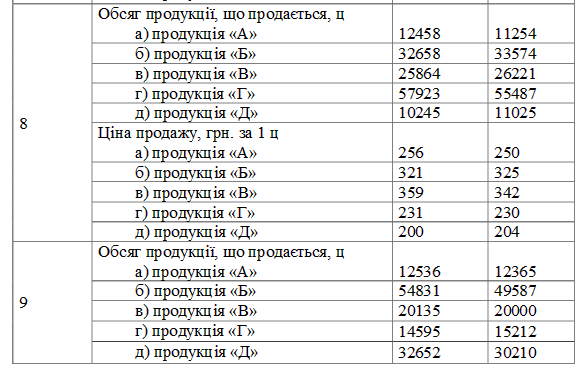 Обсяг продукції, що продається, ц
а) продукція «А» 12458 11254
б) продукція «Б» 32658 33574
в) продукція «В» 25864 26221
г) продукція «Г» 57923 55487
д) продукція «Д» 10245 11025
8
Ціна продажу, грн. за 1 ц
а) продукція «А» 256 250
б) продукція «Б» 321 325
в) продукція «В» 359 342
г) продукція «Г» 231 230
д) продукція «Д» 200 204
Обсяг продукції, що продається, ц
а) продукція «А» 12536 12365
б) продукція «Б» 54831 49587
9
в) продукція «В» 20135 20000
г) продукція «Г» 14595 15212
д) продукція «Д» 32652 30210